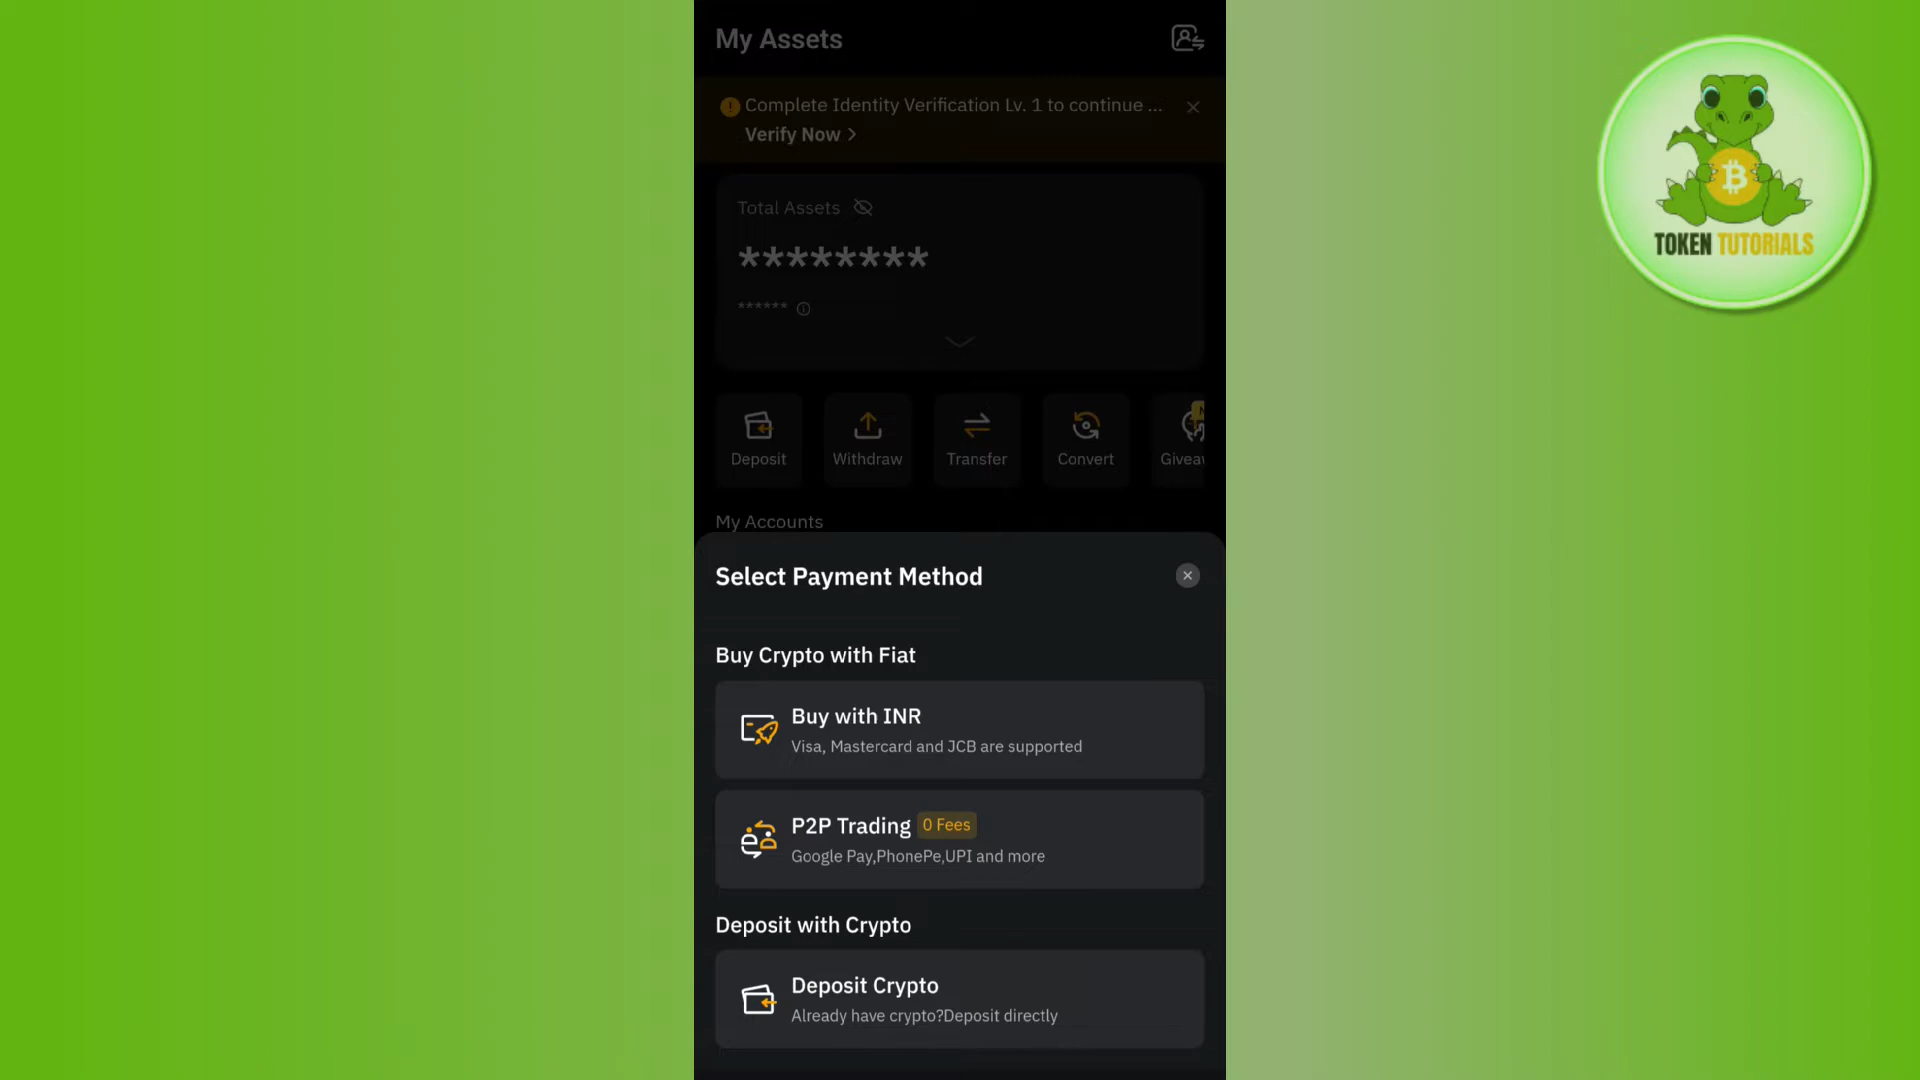 My Assets
Complete Identity Verification Lv. 1 to continue ...
Verify Now >
Total Assets
********
******
Deposit
Withdraw
Transfer
Convert
My Accounts
Select Payment Method
Buy Crypto with Fiat
Buy with INR
Visa, Mastercard and JCB are supported
P2P Trading 0 Fees
Google Pay,PhonePe,UPI and more
Deposit with Crypto
Deposit Crypto
Already have crypto?Deposit directly
TOKEN TUTORIALS